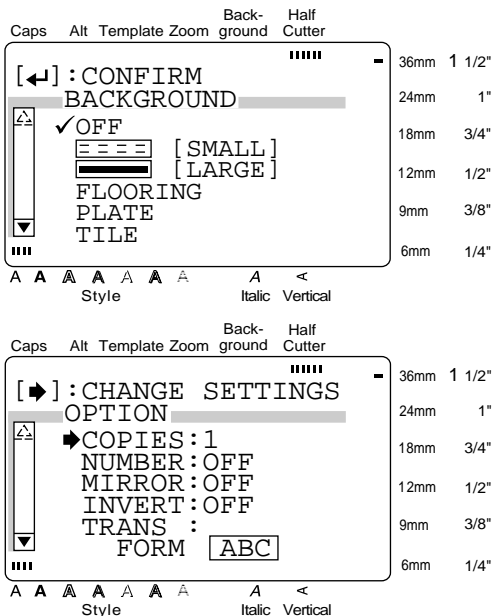 Caps Alt Template Zoom Back-ground Half Cutter
[↵]:CONFIRM
BACKGROUND
✓OFF
[SMALL]
[LARGE]
FLOORING
PLATE
TILE
36mm 1 1/2"
24mm 1"
18mm 3/4"
12mm 1/2"
9mm 3/8"
6mm 1/4"
A A A A A A A A A
Style Italic Vertical
Caps Alt Template Zoom Back-ground Half Cutter
[➡]:CHANGE SETTINGS
OPTION
➡COPIES:1
NUMBER:OFF
MIRROR:OFF
INVERT:OFF
TRANS :
FORM ABC
36mm 1 1/2"
24mm 1"
18mm 3/4"
12mm 1/2"
9mm 3/8"
6mm 1/4"
A A A A A A A A
Style Italic Vertical